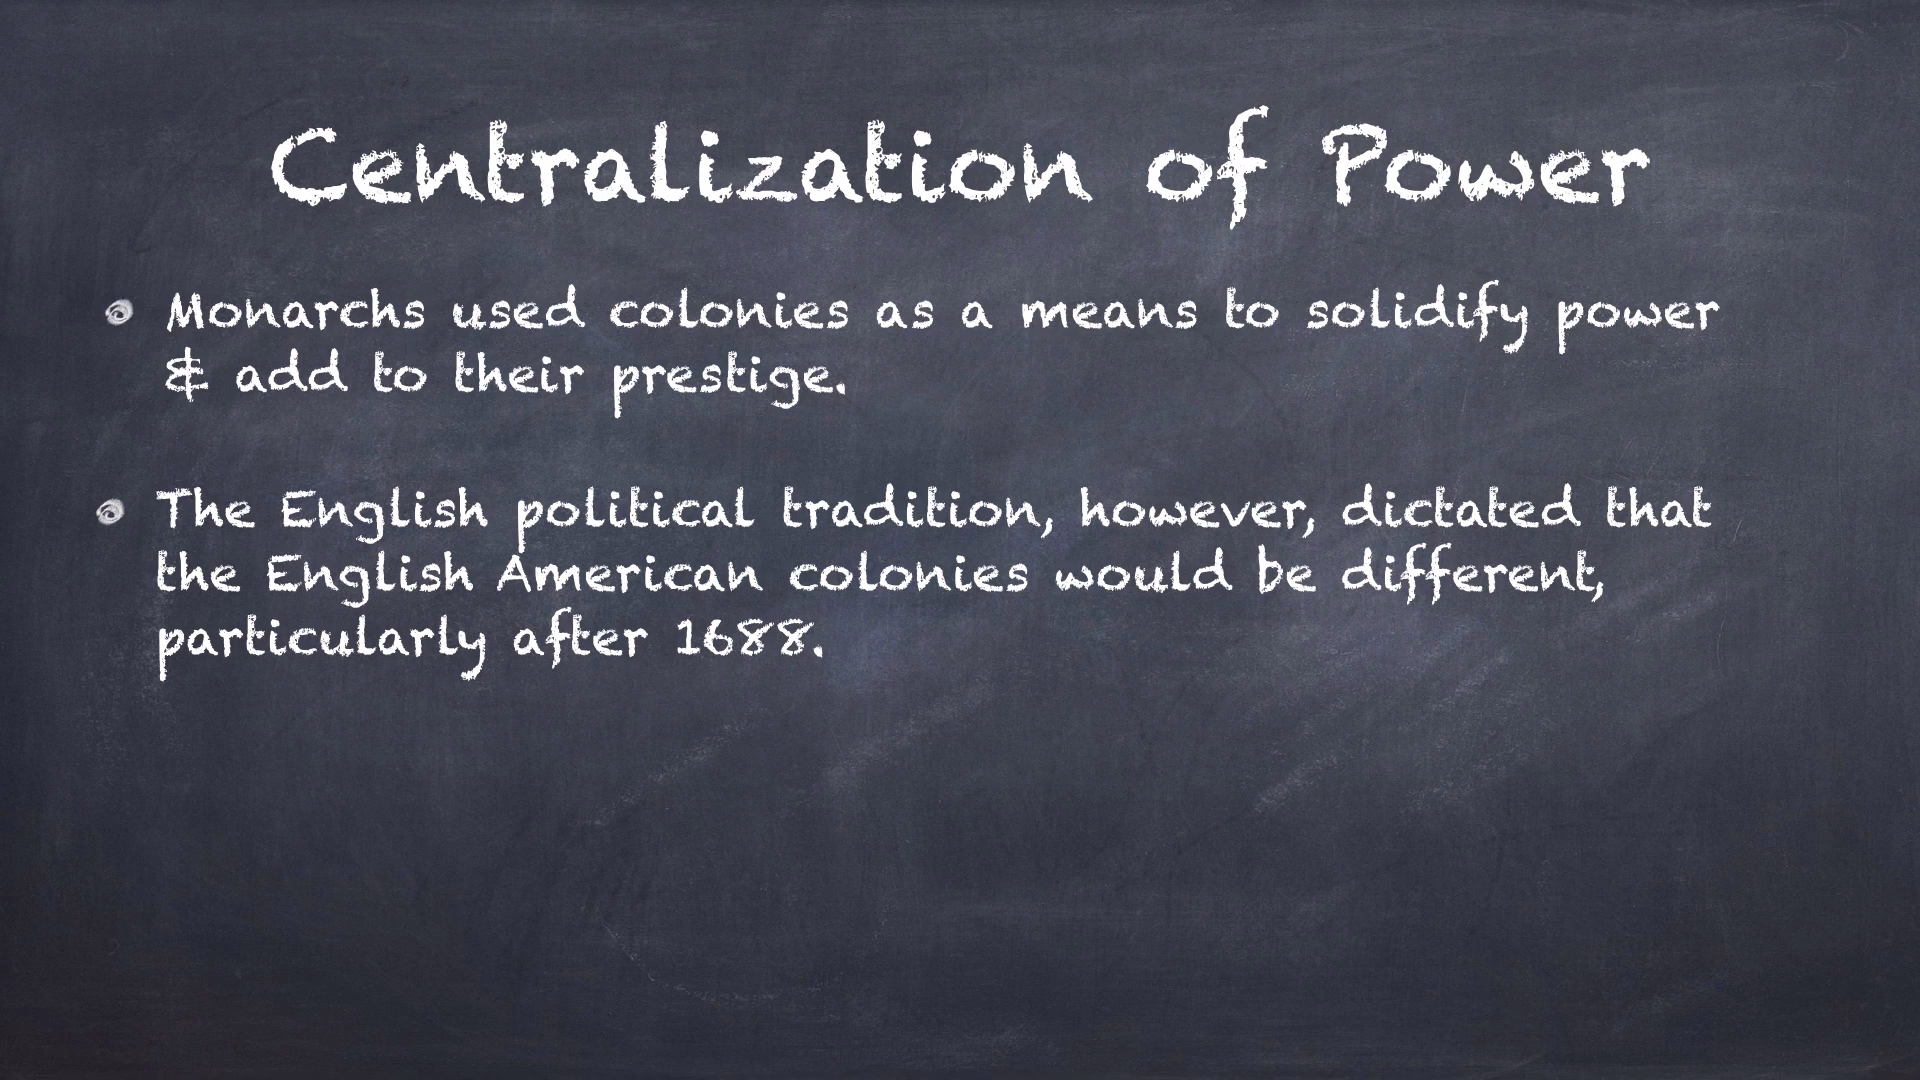 Centralization of Power
Monarchs used colonies as a means to solidify power
& add to their prestige.
The English political tradition, however, dictated that
the English American colonies would be different,
particularly after 1688.